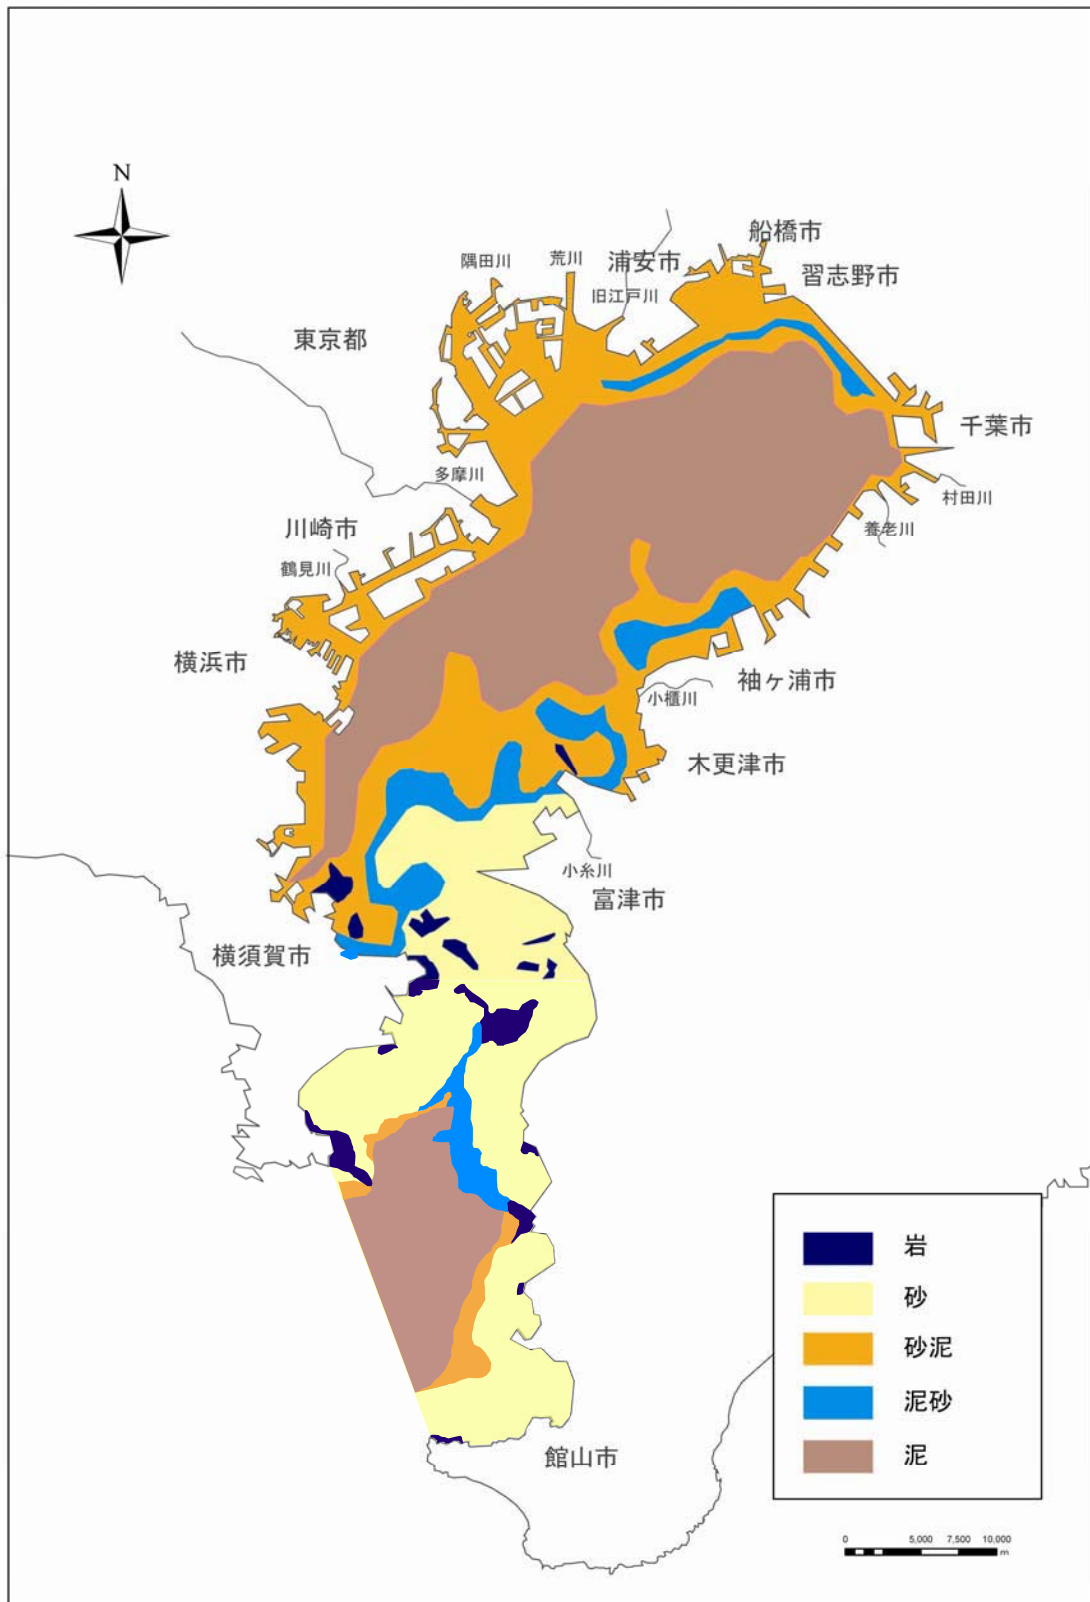 N
船橋市
隅田川
荒川
浦安市
習志野市
旧江戸川
東京都
千葉市
多摩川
村田川
川崎市
養老川
鶴見川
横浜市
袖ヶ浦市
小櫃川
木更津市
小糸川
富津市
横須賀市
岩
砂
砂泥
泥砂
泥
館山市
0 5,000 7,500 10,000
m